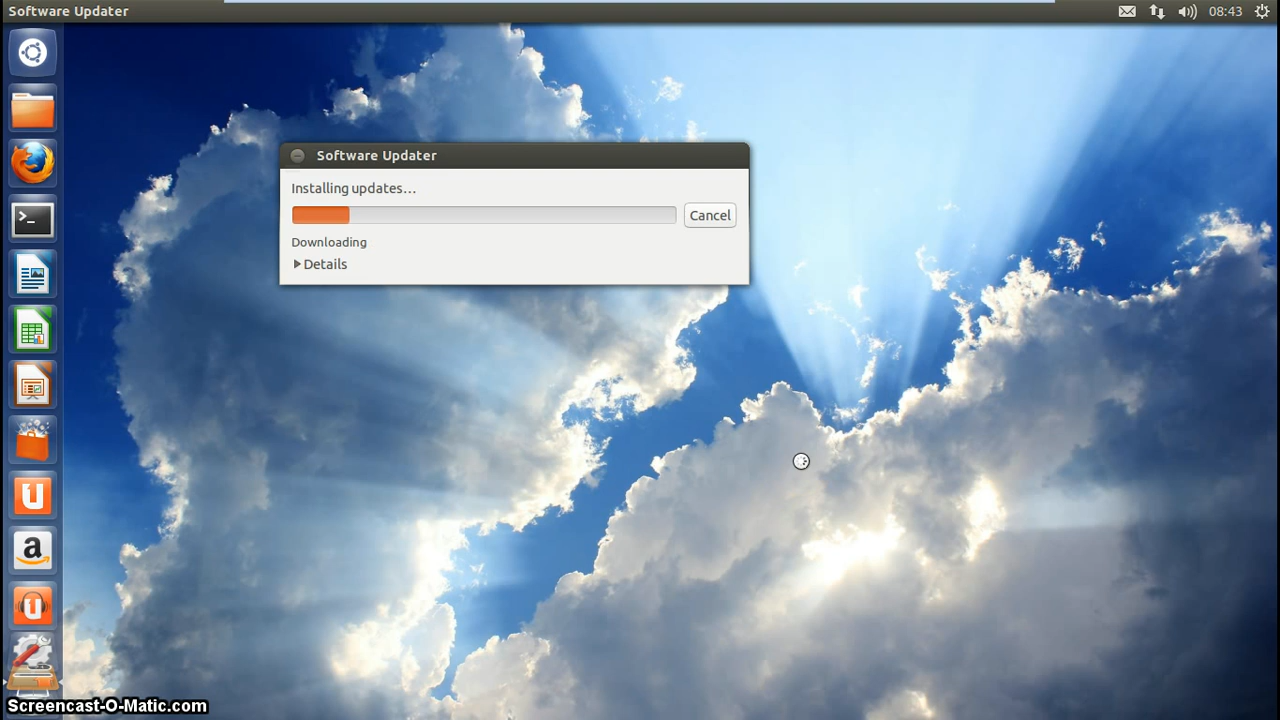 Software Updater
08:43
Software Updater
Installing updates...
Cancel
Downloading
Details
Screencast-O-Matic.com